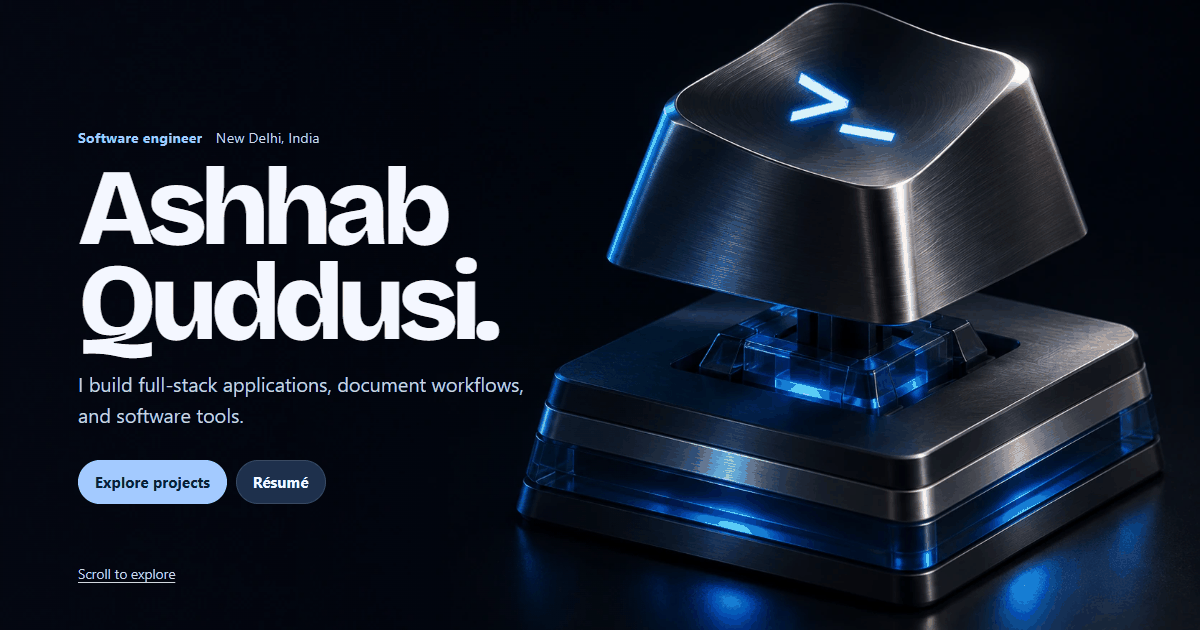 Software engineer New Delhi, India
Ashhab
Quddusi.
I build full-stack applications, document workflows,
and software tools.
Explore projects Résumé
Scroll to explore
>_